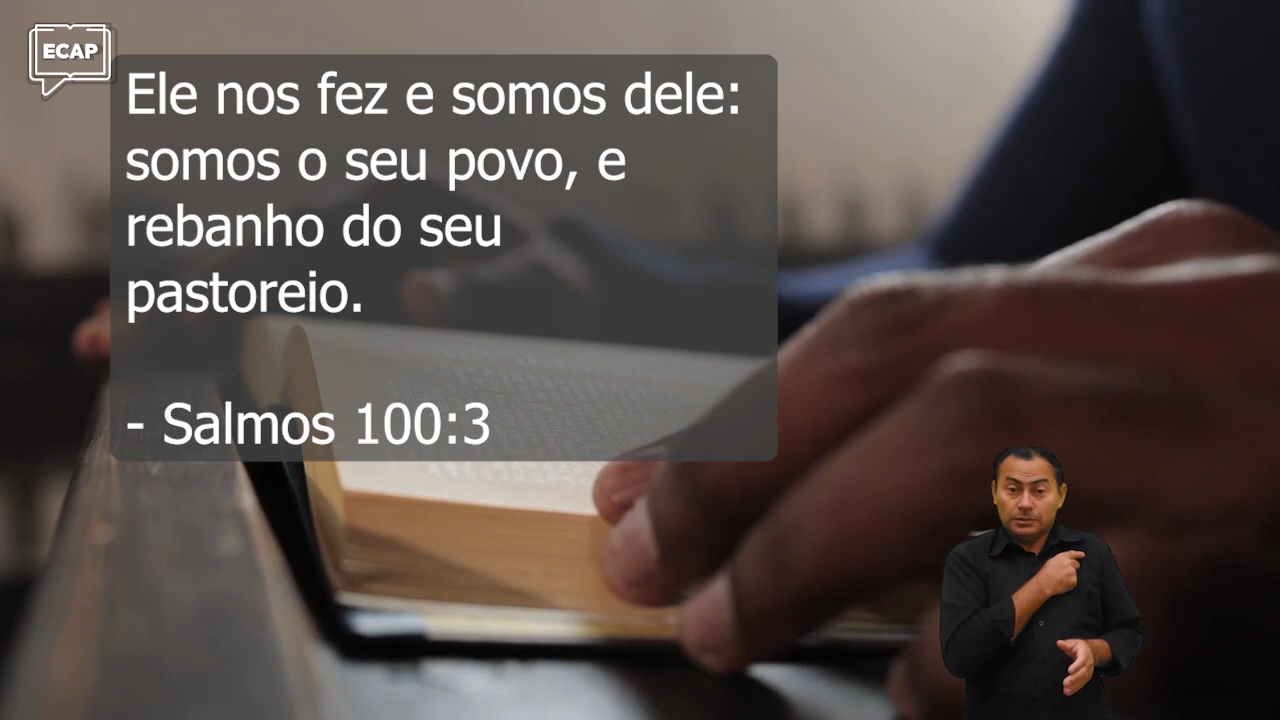 ECAP
Ele nos fez e somos dele:
somos o seu povo, e
rebanho do seu
pastoreio.
- Salmos 100:3